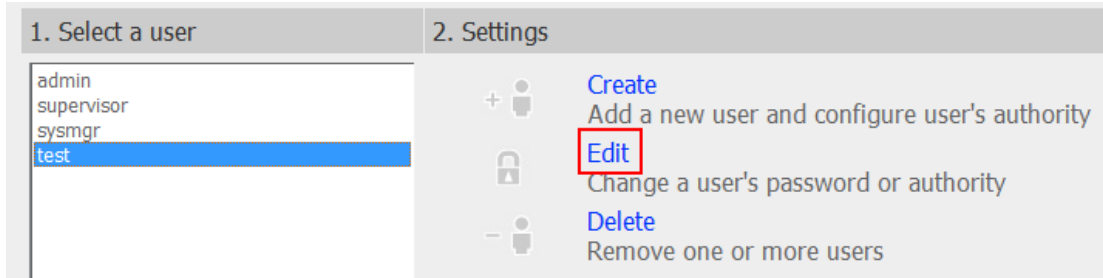 1. Select a user
2. Settings
admin
supervisor
sysmgr
test
Create
Add a new user and configure user's authority
Edit
Change a user's password or authority
Delete
Remove one or more users